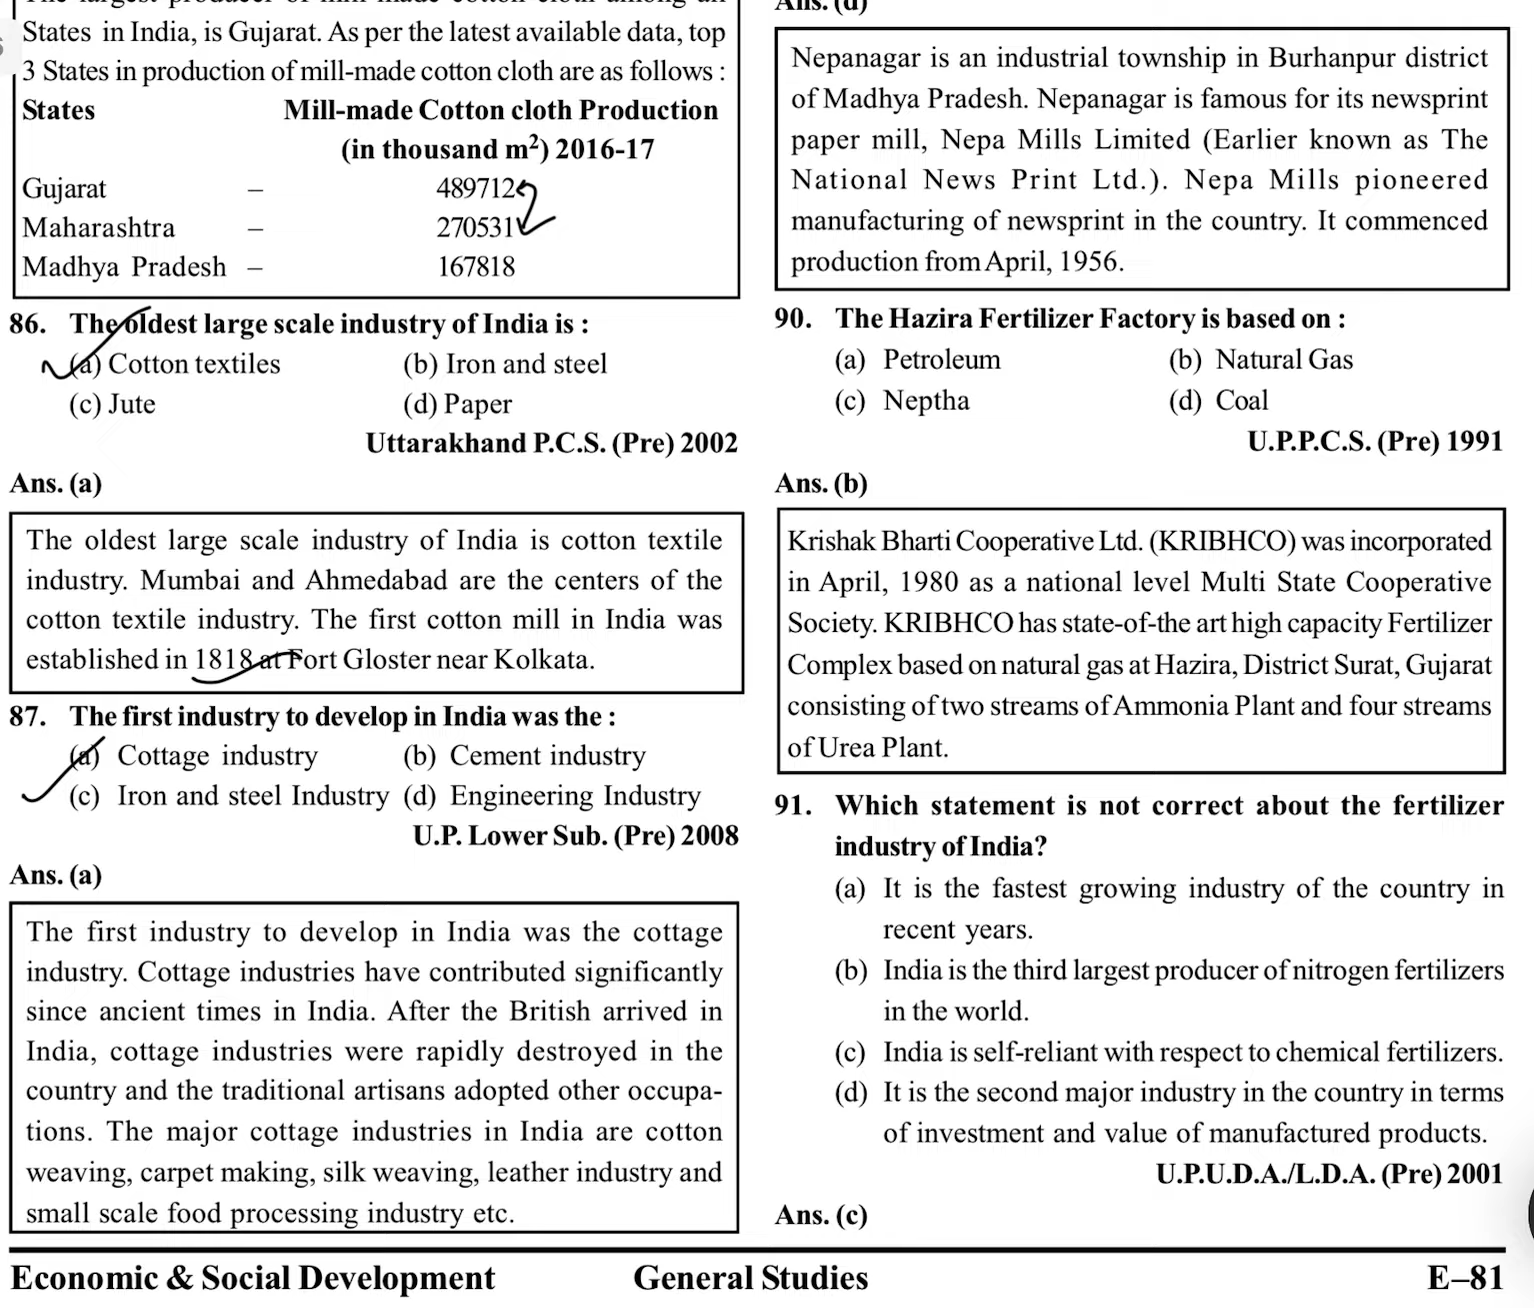 States in India, is Gujarat. As per the latest available data, top
3 States in production of mill-made cotton cloth are as follows :
States Mill-made Cotton cloth Production
(in thousand m²) 2016-17
Gujarat – 489712
Maharashtra – 270531
Madhya Pradesh – 167818
86. The oldest large scale industry of India is :
(a) Cotton textiles (b) Iron and steel
(c) Jute (d) Paper
Uttarakhand P.C.S. (Pre) 2002
Ans. (a)
The oldest large scale industry of India is cotton textile
industry. Mumbai and Ahmedabad are the centers of the
cotton textile industry. The first cotton mill in India was
established in 1818 at Fort Gloster near Kolkata.
87. The first industry to develop in India was the :
(a) Cottage industry (b) Cement industry
(c) Iron and steel Industry (d) Engineering Industry
U.P. Lower Sub. (Pre) 2008
Ans. (a)
The first industry to develop in India was the cottage
industry. Cottage industries have contributed significantly
since ancient times in India. After the British arrived in
India, cottage industries were rapidly destroyed in the
country and the traditional artisans adopted other occupa-
tions. The major cottage industries in India are cotton
weaving, carpet making, silk weaving, leather industry and
small scale food processing industry etc.
Ans. (d)
Nepanagar is an industrial township in Burhanpur district
of Madhya Pradesh. Nepanagar is famous for its newsprint
paper mill, Nepa Mills Limited (Earlier known as The
National News Print Ltd.). Nepa Mills pioneered
manufacturing of newsprint in the country. It commenced
production from April, 1956.
90. The Hazira Fertilizer Factory is based on :
(a) Petroleum (b) Natural Gas
(c) Neptha (d) Coal
U.P.P.C.S. (Pre) 1991
Ans. (b)
Krishak Bharti Cooperative Ltd. (KRIBHCO) was incorporated
in April, 1980 as a national level Multi State Cooperative
Society. KRIBHCO has state-of-the art high capacity Fertilizer
Complex based on natural gas at Hazira, District Surat, Gujarat
consisting of two streams of Ammonia Plant and four streams
of Urea Plant.
91. Which statement is not correct about the fertilizer
industry of India?
(a) It is the fastest growing industry of the country in
recent years.
(b) India is the third largest producer of nitrogen fertilizers
in the world.
(c) India is self-reliant with respect to chemical fertilizers.
(d) It is the second major industry in the country in terms
of investment and value of manufactured products.
U.P.U.D.A./L.D.A. (Pre) 2001
Ans. (c)
Economic & Social Development General Studies E–81